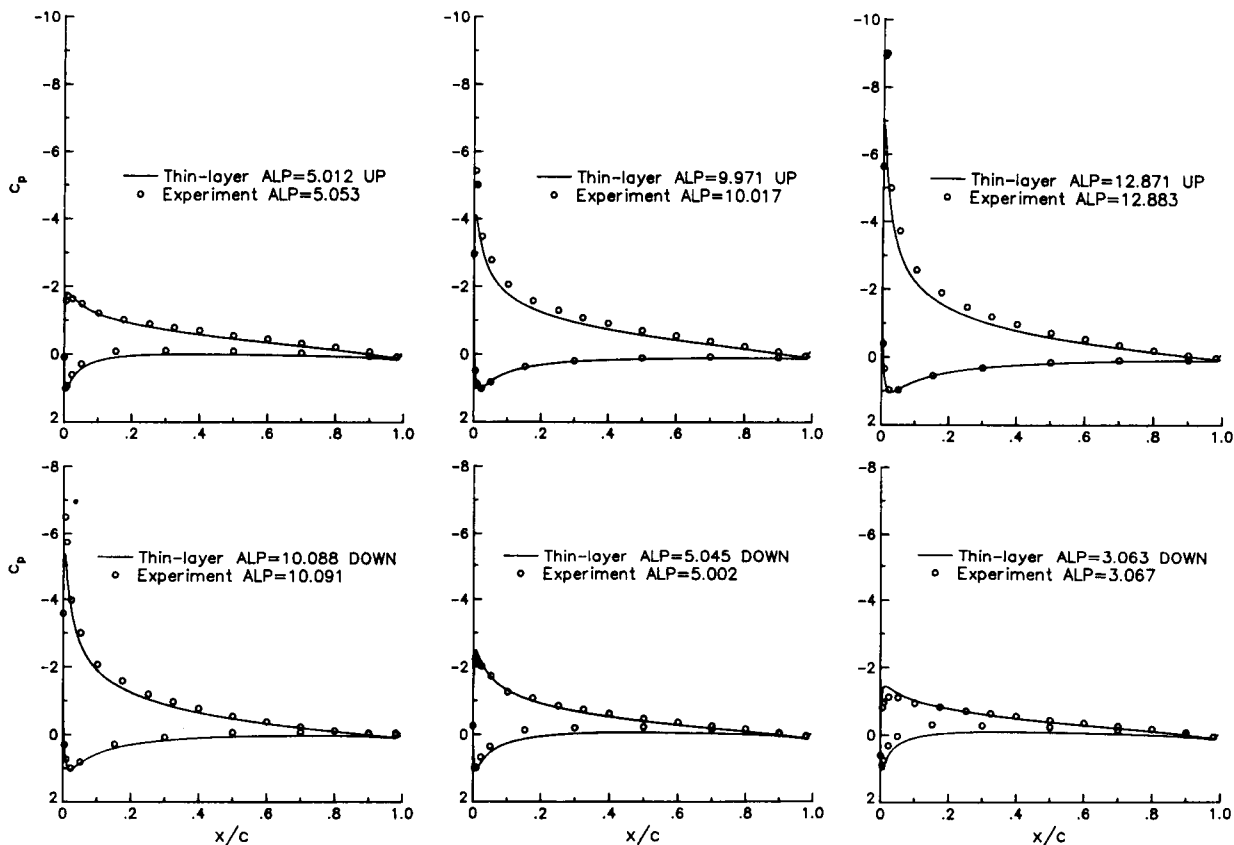 -10
-8
-6
-4
-2
0
2
c_p
Thin-layer ALP=5.012 UP
Experiment ALP=5.053
0 .2 .4 .6 .8 1.0
-10
-8
-6
-4
-2
0
2
Thin-layer ALP=9.971 UP
Experiment ALP=10.017
0 .2 .4 .6 .8 1.0
-10
-8
-6
-4
-2
0
2
Thin-layer ALP=12.871 UP
Experiment ALP=12.883
0 .2 .4 .6 .8 1.0
-8
-6
-4
-2
0
2
c_p
Thin-layer ALP=10.088 DOWN
Experiment ALP=10.091
0 .2 .4 .6 .8 1.0
x/c
-8
-6
-4
-2
0
2
Thin-layer ALP=5.045 DOWN
Experiment ALP=5.002
0 .2 .4 .6 .8 1.0
x/c
-8
-6
-4
-2
0
2
Thin-layer ALP=3.063 DOWN
Experiment ALP=3.067
0 .2 .4 .6 .8 1.0
x/c